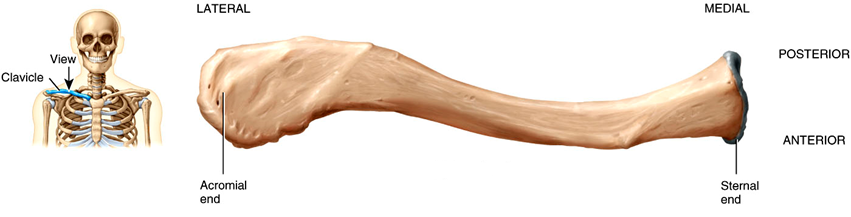 LATERAL
MEDIAL
View
Clavicle
POSTERIOR
ANTERIOR
Acromial
end
Sternal
end